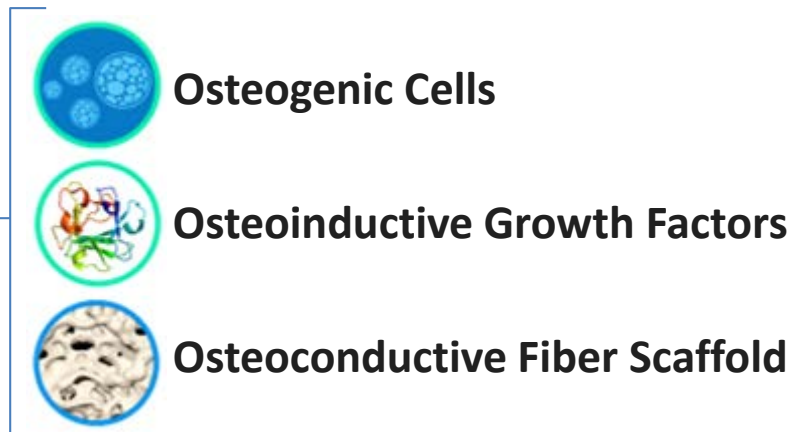 Osteogenic Cells
Osteoinductive Growth Factors
Osteoconductive Fiber Scaffold